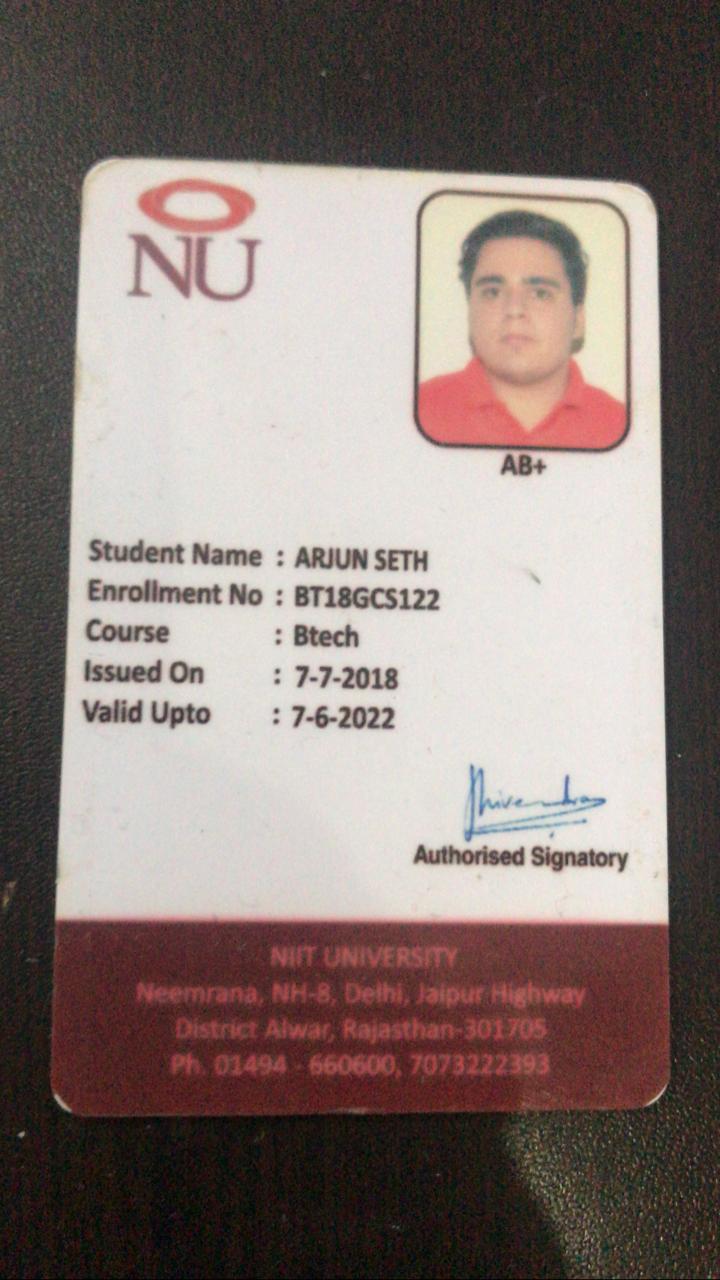 NU
AB+
Student Name : ARJUN SETH
Enrollment No : BT18GCS122
Course : Btech
Issued On : 7-7-2018
Valid Upto : 7-6-2022
Shivendra
Authorised Signatory
NIIT UNIVERSITY
Neemrana, NH-8, Delhi, Jaipur Highway
District Alwar, Rajasthan-301705
Ph. 01494 - 660600, 7073222393